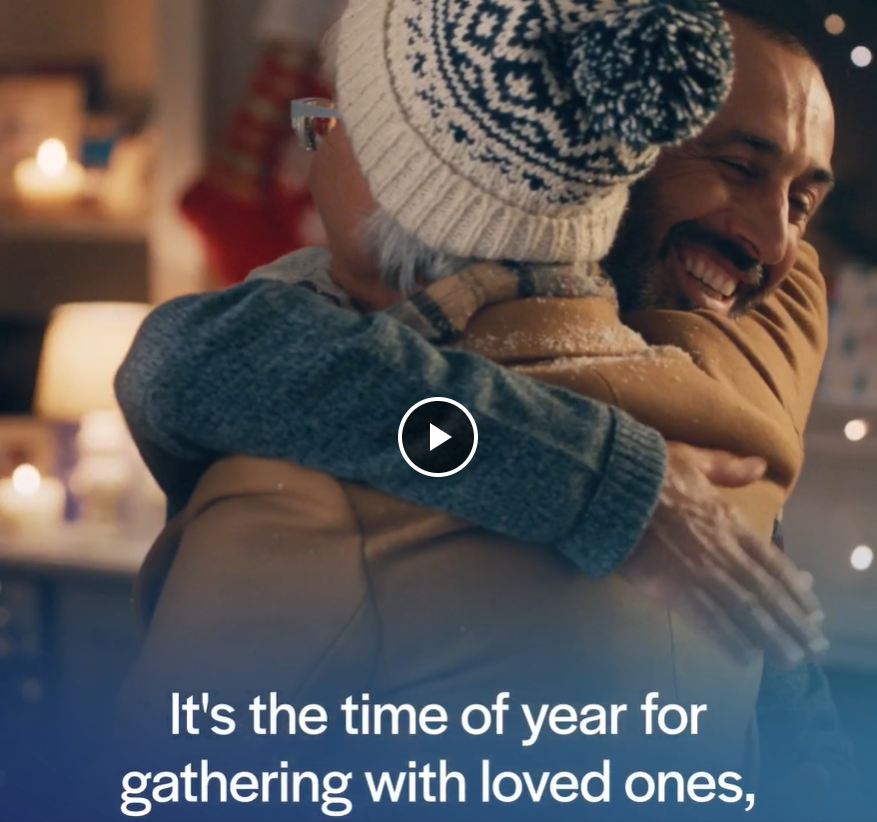 It's the time of year for
gathering with loved ones,